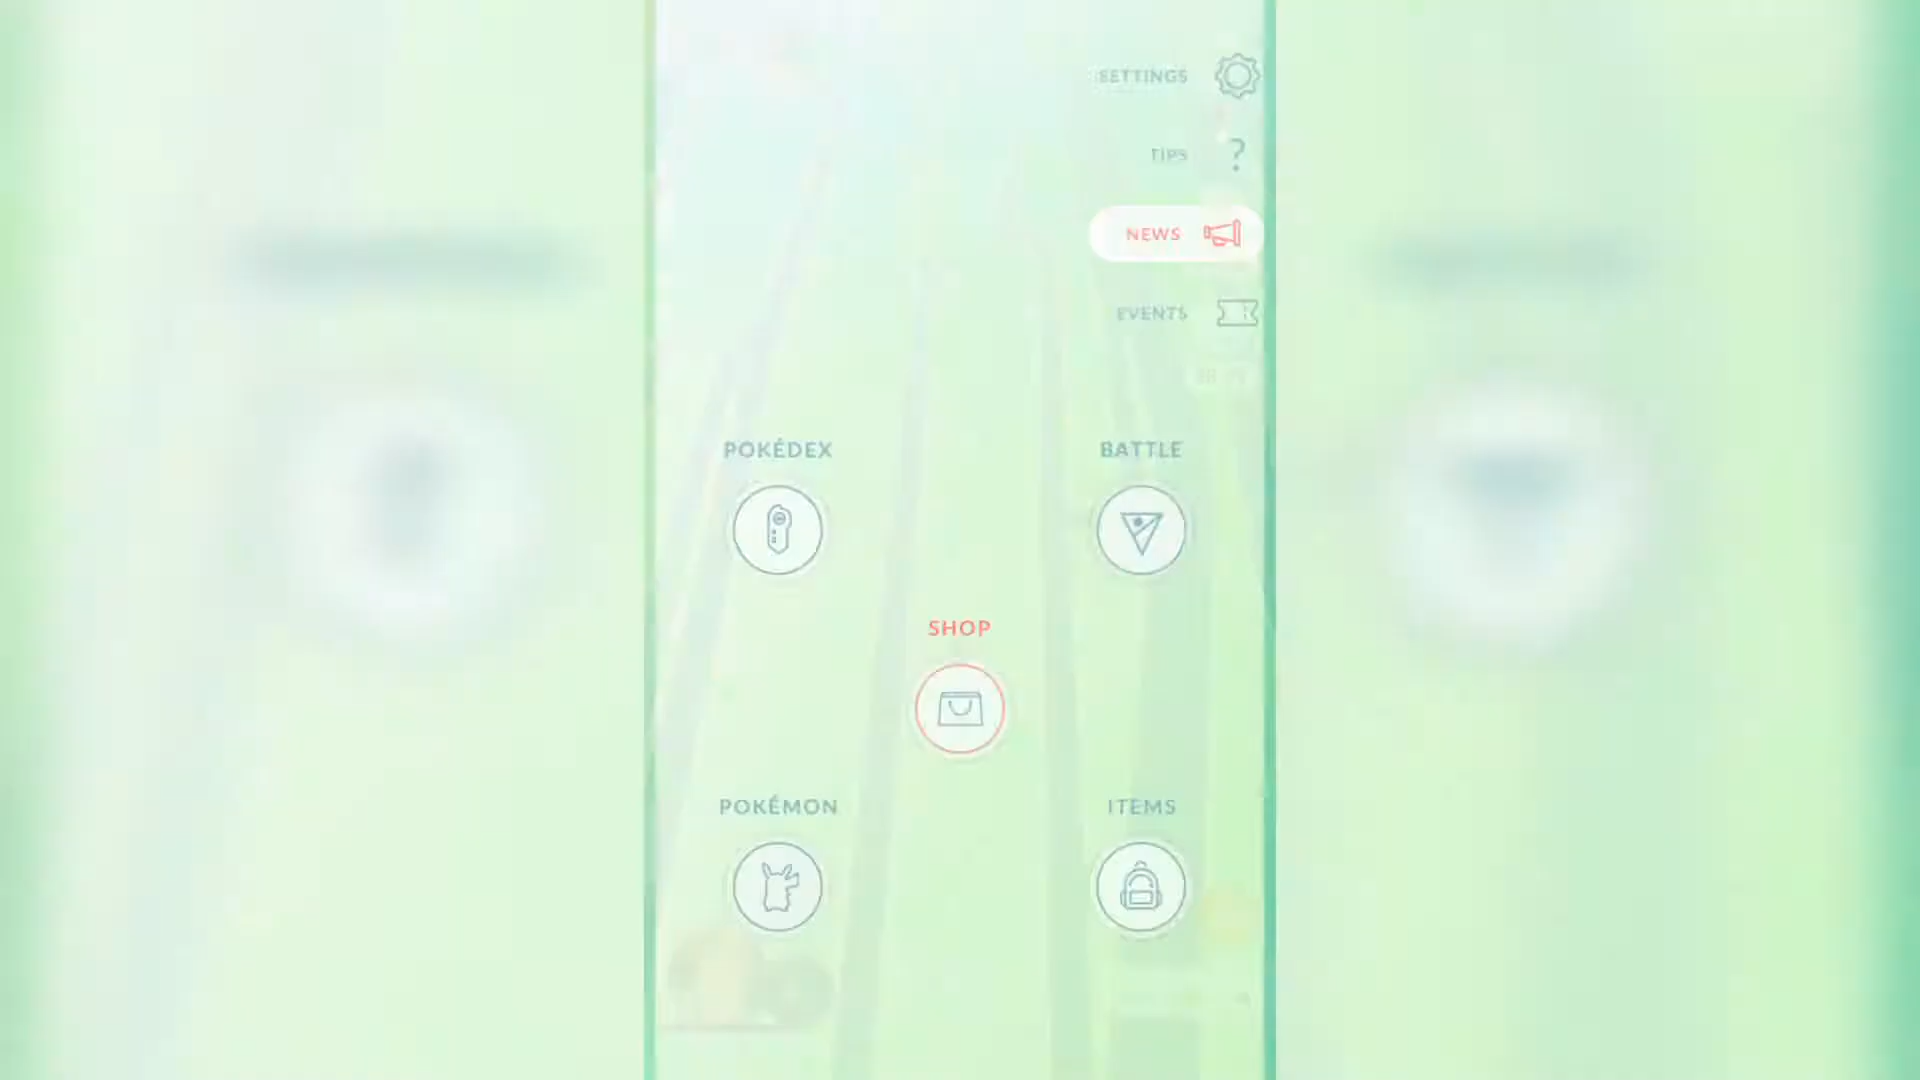 SETTINGS
TIPS
?
NEWS
EVENTS
POKÉDEX
BATTLE
SHOP
POKÉMON
ITEMS